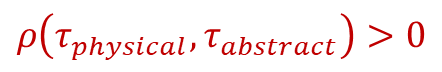 ρ(τ_physical, τ_abstract) > 0